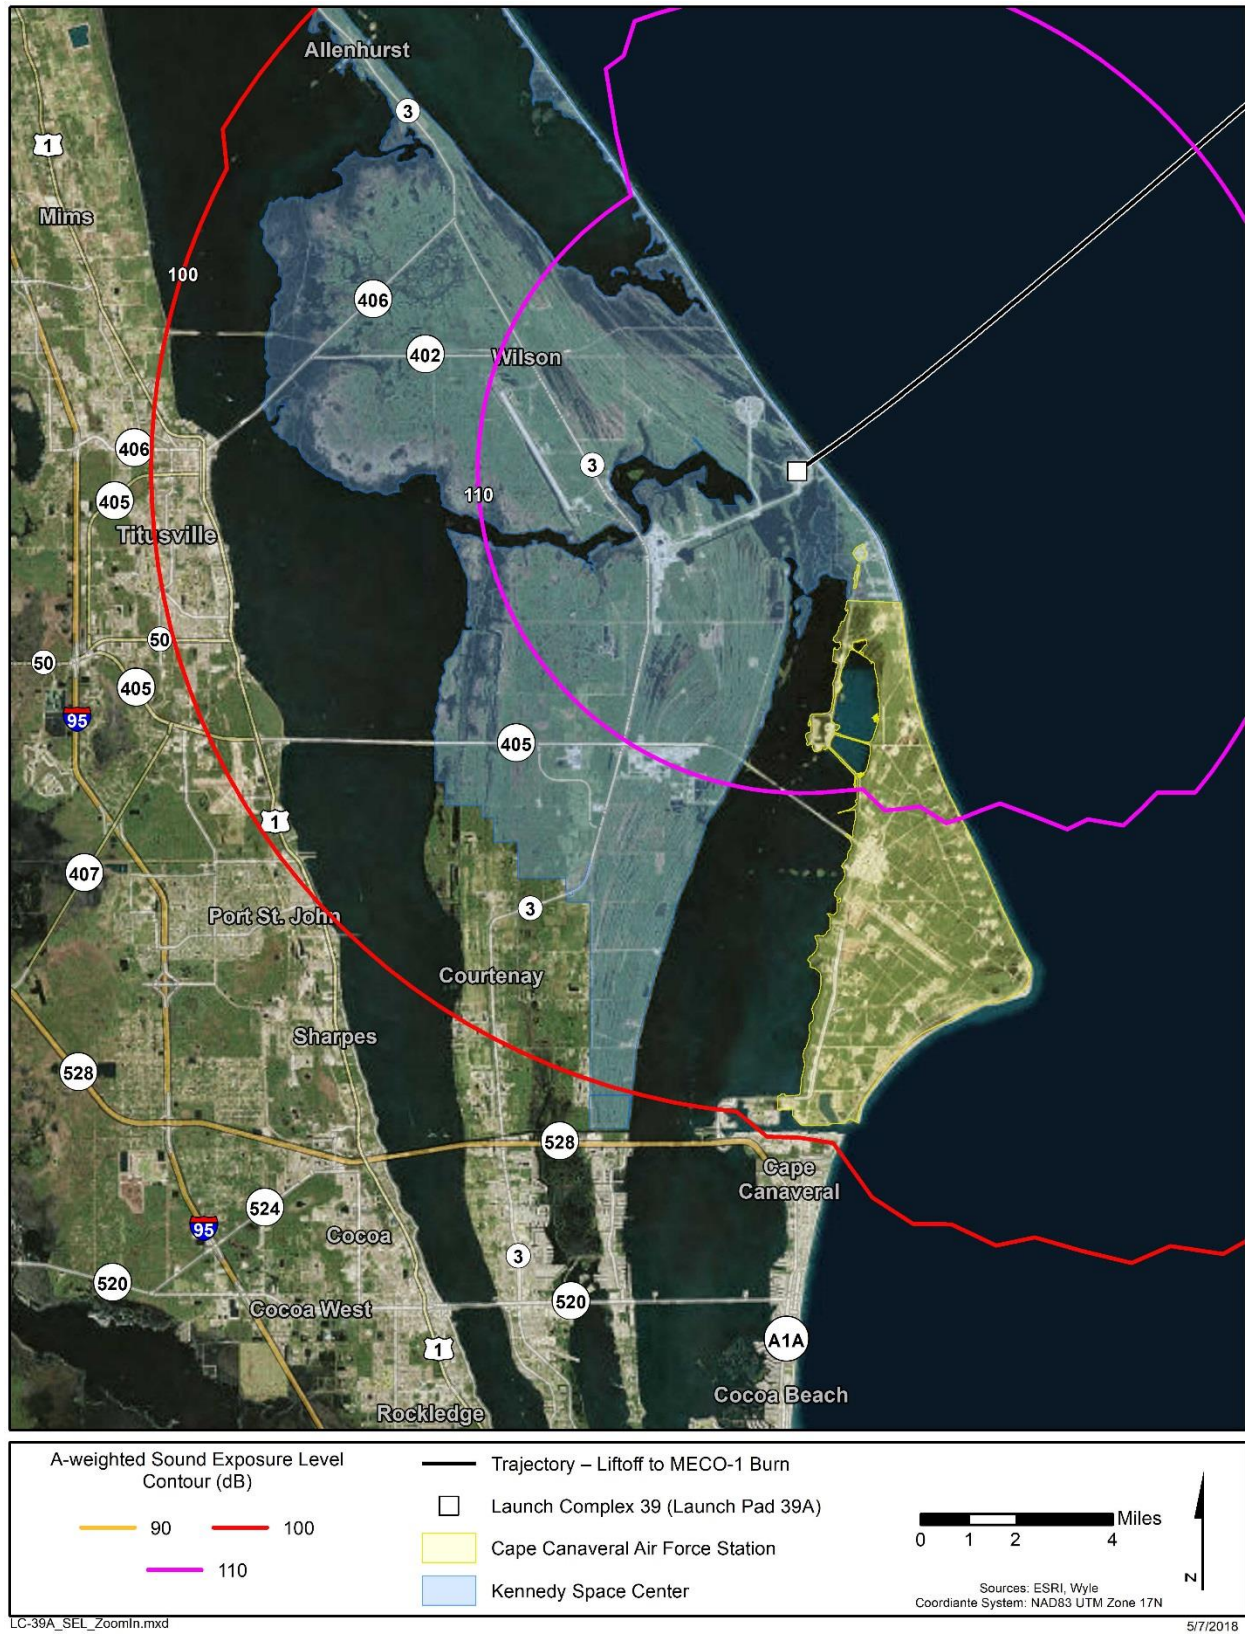 Allenhurst
3
1
Mims
100
406
402
Wilson
406
3
110
405
Titusville
50
50
405
95
405
1
407
3
Port St. John
Courtenay
Sharpes
528
528
Cape
Canaveral
524
95
Cocoa
3
520
520
Cocoa West
A1A
1
Cocoa Beach
Rockledge
A-weighted Sound Exposure Level
Contour (dB)
90
100
110
Trajectory – Liftoff to MECO-1 Burn
Launch Complex 39 (Launch Pad 39A)
Cape Canaveral Air Force Station
Kennedy Space Center
Miles
0 1 2 4
Sources: ESRI, Wyle
Coordiante System: NAD83 UTM Zone 17N
N
LC-39A_SEL_ZoomIn.mxd
5/7/2018